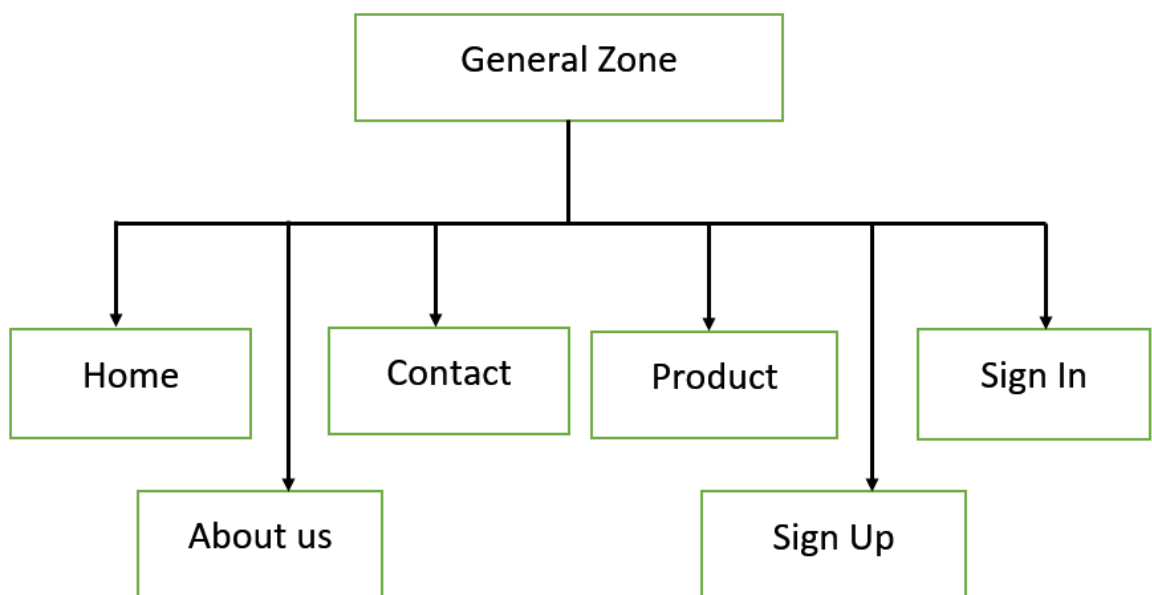 General Zone
Home
Contact
Product
Sign In
About us
Sign Up